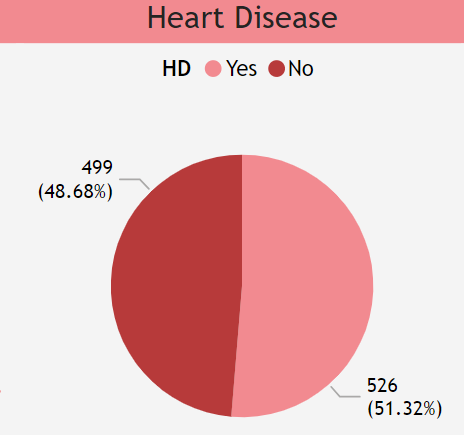 Heart Disease
HD Yes No
499
(48.68%)
526
(51.32%)